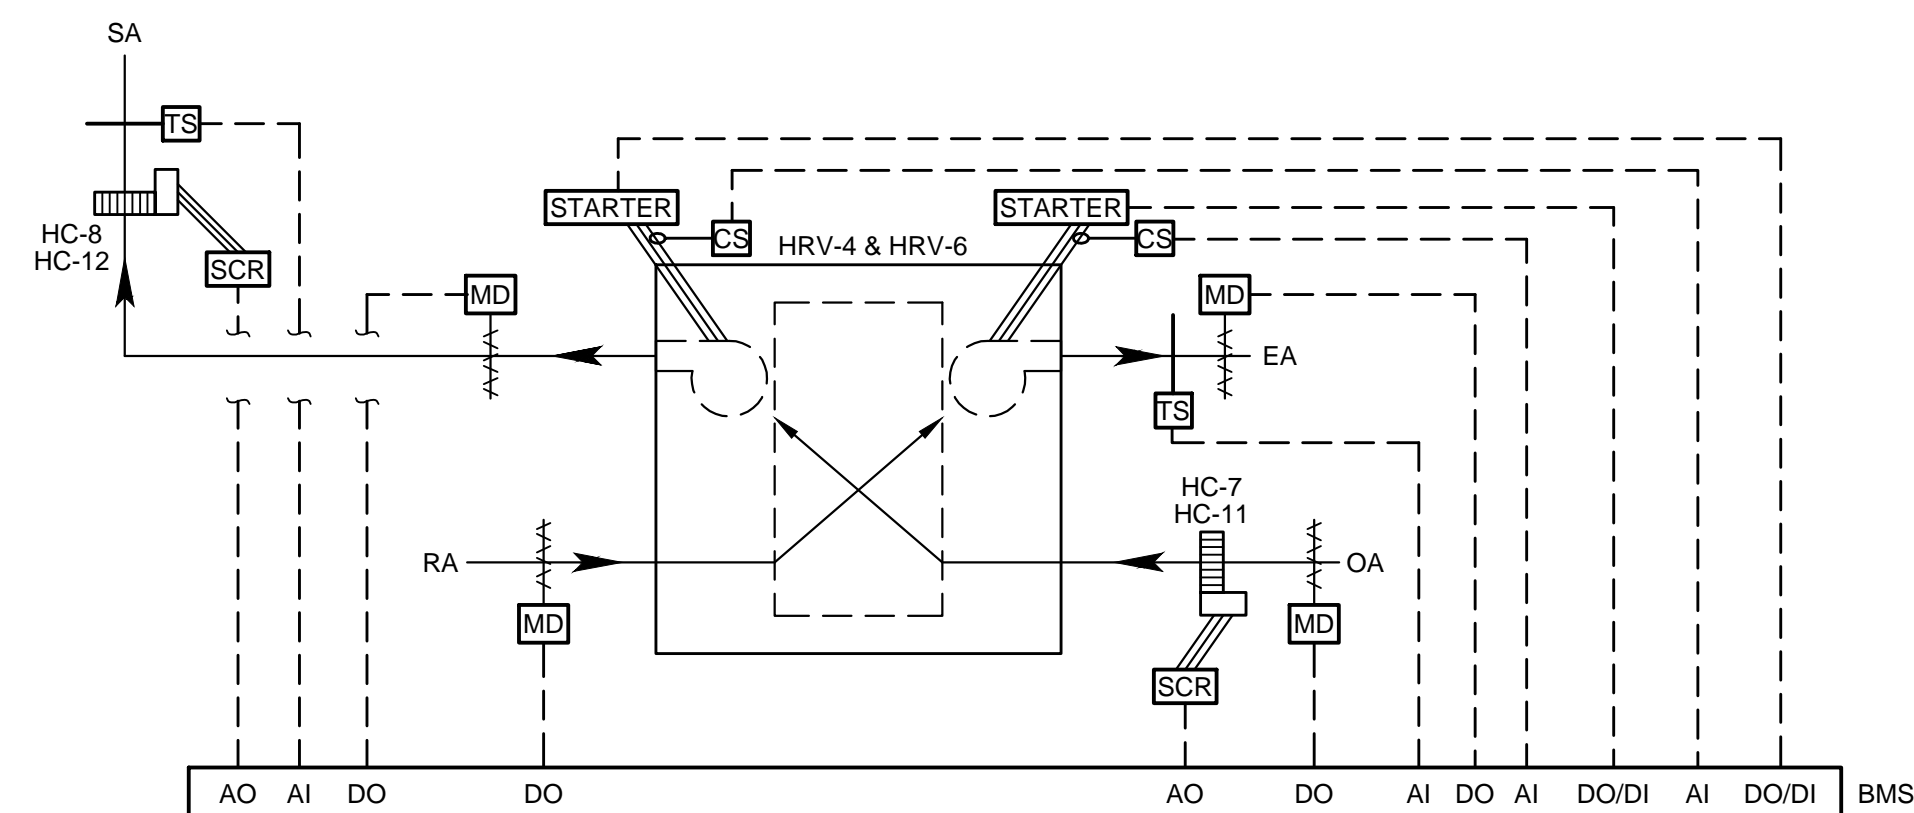 SA
TS
STARTER
STARTER
CS
CS
HC-8
HC-12
HRV-4 & HRV-6
SCR
MD
MD
EA
TS
HC-7
HC-11
RA
OA
MD
MD
SCR
AO AI DO DO AO DO AI DO AI DO/DI AI DO/DI BMS